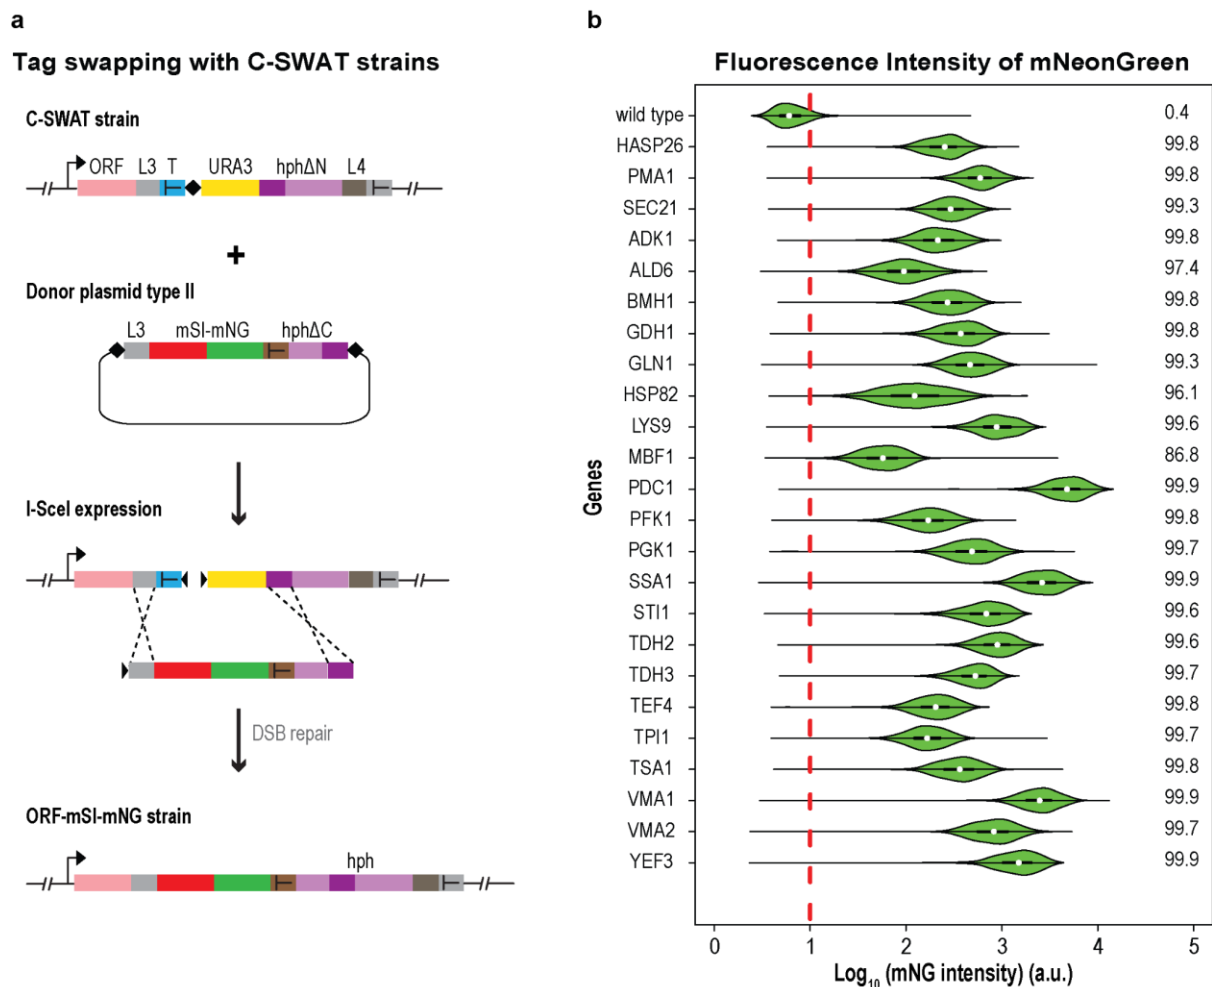 a
Tag swapping with C-SWAT strains
C-SWAT strain
ORF L3 T URA3 hphΔN L4
+
Donor plasmid type II
L3 mSI-mNG hphΔC
I-SceI expression
DSB repair
ORF-mSI-mNG strain
hph
b
Fluorescence Intensity of mNeonGreen
Genes
wild type 0.4
HASP26 99.8
PMA1 99.8
SEC21 99.3
ADK1 99.8
ALD6 97.4
BMH1 99.8
GDH1 99.8
GLN1 99.3
HSP82 96.1
LYS9 99.6
MBF1 86.8
PDC1 99.9
PFK1 99.8
PGK1 99.7
SSA1 99.9
STI1 99.6
TDH2 99.6
TDH3 99.7
TEF4 99.8
TPI1 99.7
TSA1 99.8
VMA1 99.9
VMA2 99.7
YEF3 99.9
0 1 2 3 4 5
Log₁₀ (mNG intensity) (a.u.)